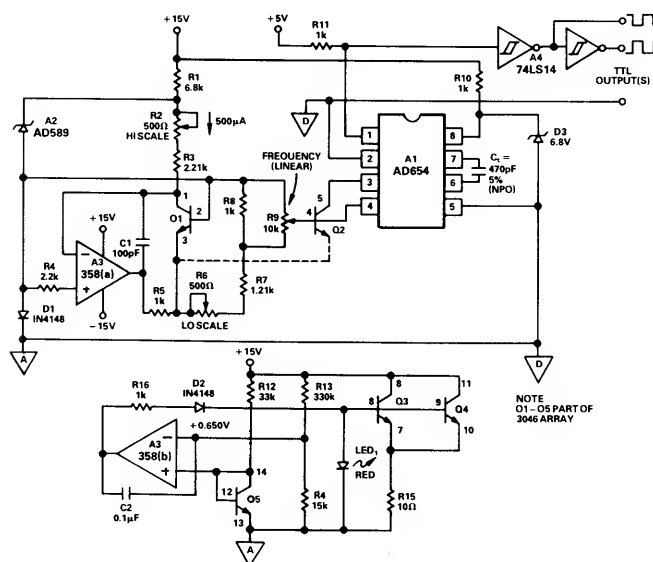 +15V
+5V
R11
1k
A4
74LS14
TTL
OUTPUT(S)
R1
6.8k
R10
1k
A2
AD589
R2
500Ω
HI SCALE
500μA
D
D3
6.8V
R3
2.21k
FREQUENCY
(LINEAR)
1
2
3
4
A1
AD654
8
7
6
5
Ct =
470pF
5%
(NPO)
+15V
C1
100pF
1
O1
2
3
R8
1k
R9
10k
5
4
Q2
R4
2.2k
A3
358(a)
−
+
R5
1k
R6
500Ω
LO SCALE
R7
1.21k
D1
IN4148
−15V
A
D
+15V
R16
1k
D2
IN4148
R12
33k
R13
330k
8
8
Q3
7
11
9
Q4
10
NOTE
O1 – O5 PART OF
3046 ARRAY
A3
358(b)
−
+
+0.650V
14
12
O5
13
LED1
RED
R4
15k
R15
10Ω
C2
0.1μF
A